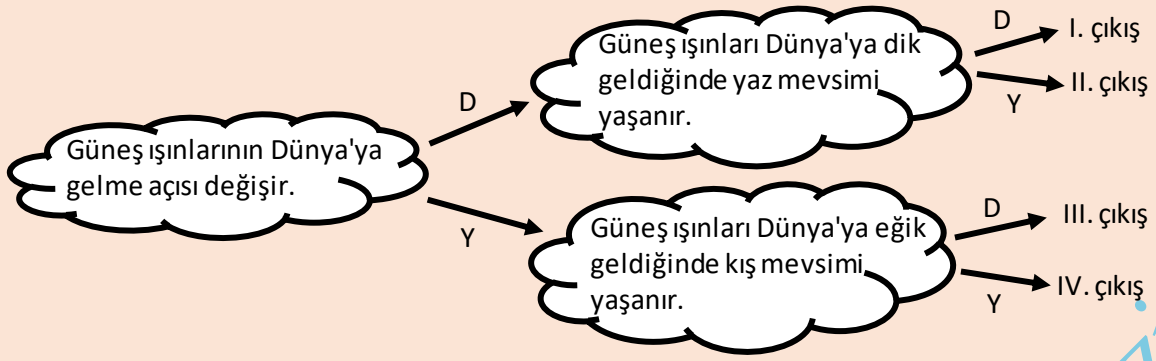 Güneş ışınlarının Dünya'ya
gelme açısı değişir.
D
Y
Güneş ışınları Dünya'ya dik
geldiğinde yaz mevsimi
yaşanır.
D
I. çıkış
Y
II. çıkış
Güneş ışınları Dünya'ya eğik
geldiğinde kış mevsimi
yaşanır.
D
III. çıkış
Y
IV. çıkış